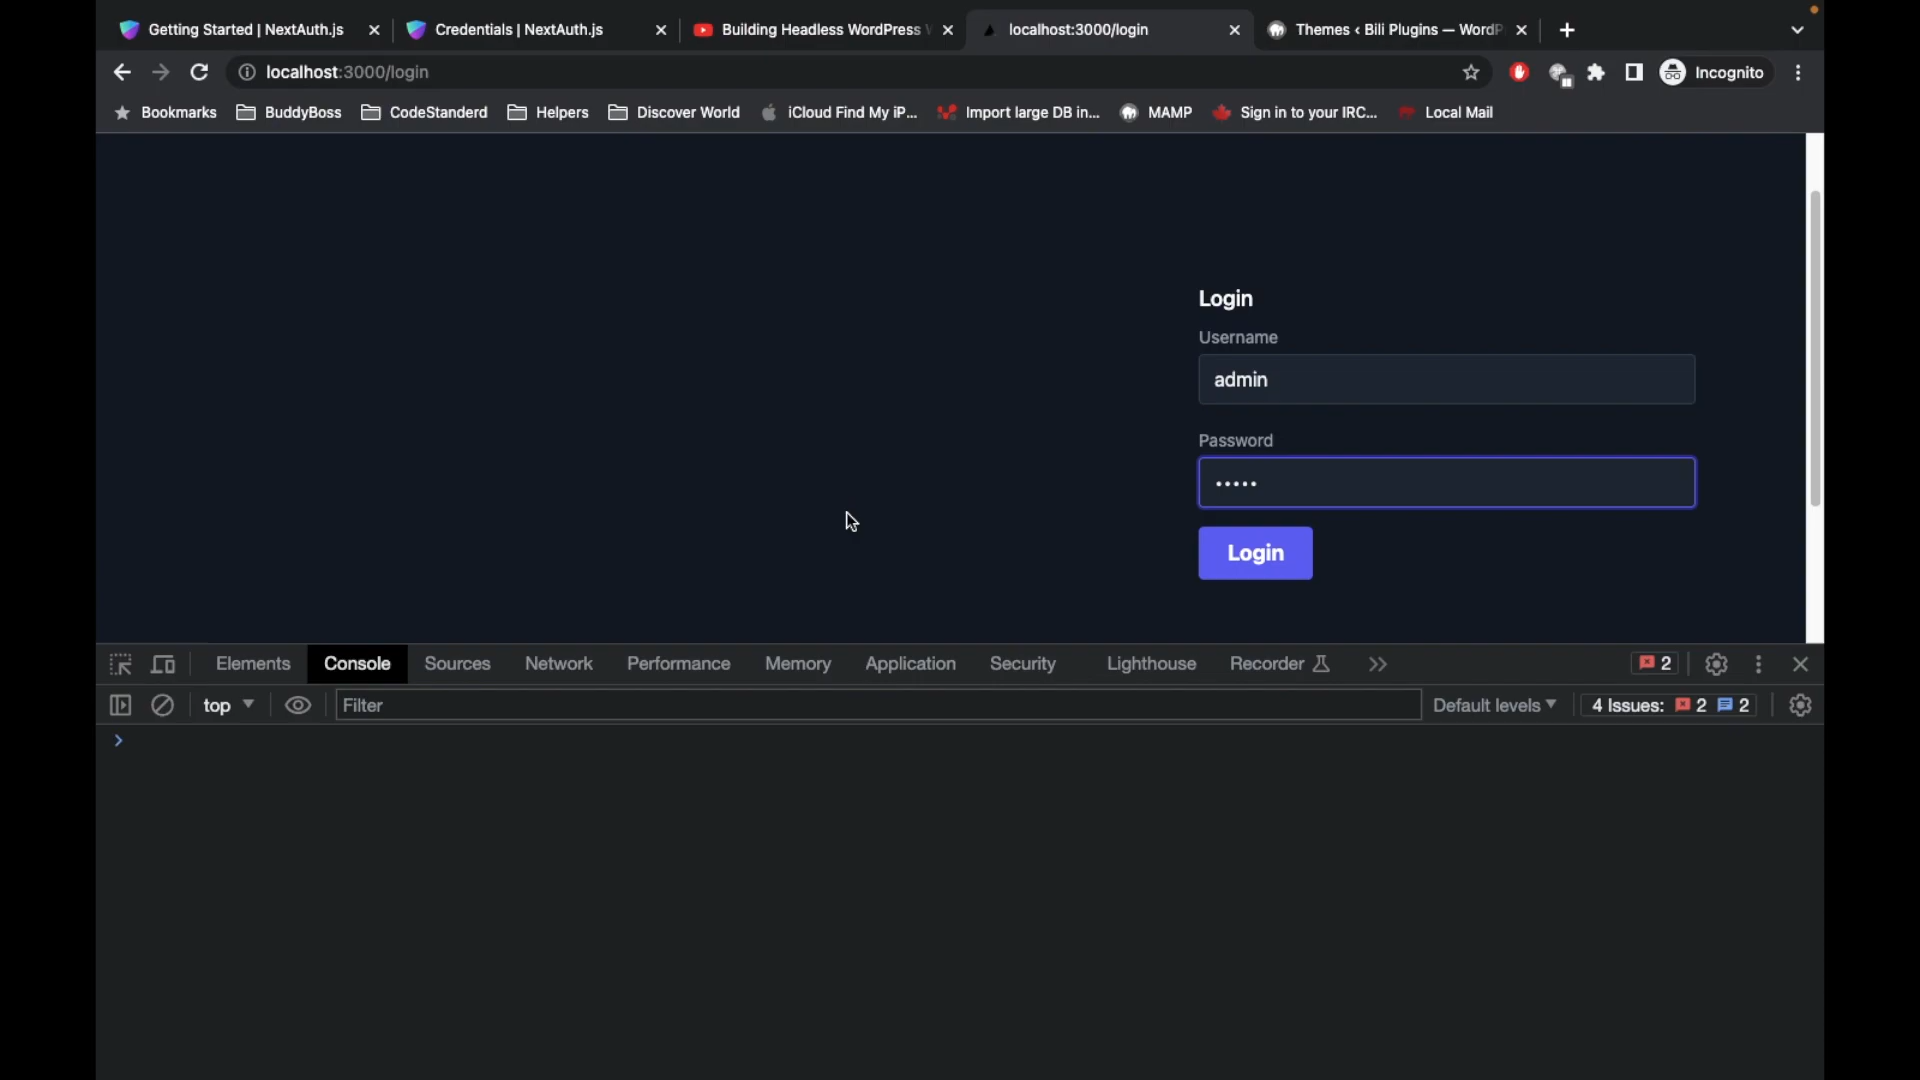 Getting Started | NextAuth.js
Credentials | NextAuth.js
Building Headless WordPress
localhost:3000/login
Themes ‹ Bili Plugins — WordP
localhost:3000/login
Incognito
Bookmarks
BuddyBoss
CodeStanderd
Helpers
Discover World
iCloud Find My iP...
Import large DB in...
MAMP
Sign in to your IRC...
Local Mail
Login
Username
admin
Password
•••••
Login
Elements
Console
Sources
Network
Performance
Memory
Application
Security
Lighthouse
Recorder
2
top
Filter
Default levels
4 Issues: 2 2